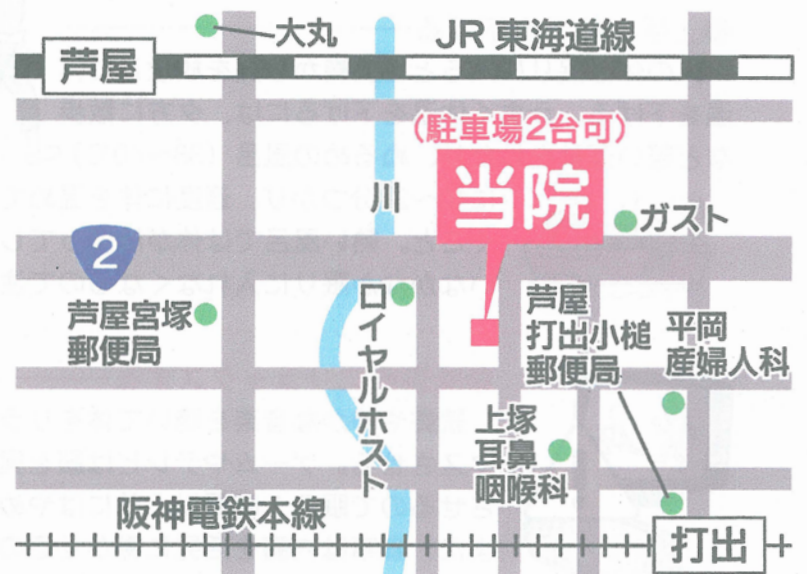 大丸
JR 東海道線
芦屋
(駐車場2台可)
当院
川
ガスト
2
芦屋宮塚
郵便局
ロイヤルホスト
芦屋
打出小槌
郵便局
平岡
産婦人科
上塚
耳鼻
咽喉科
阪神電鉄本線
打出